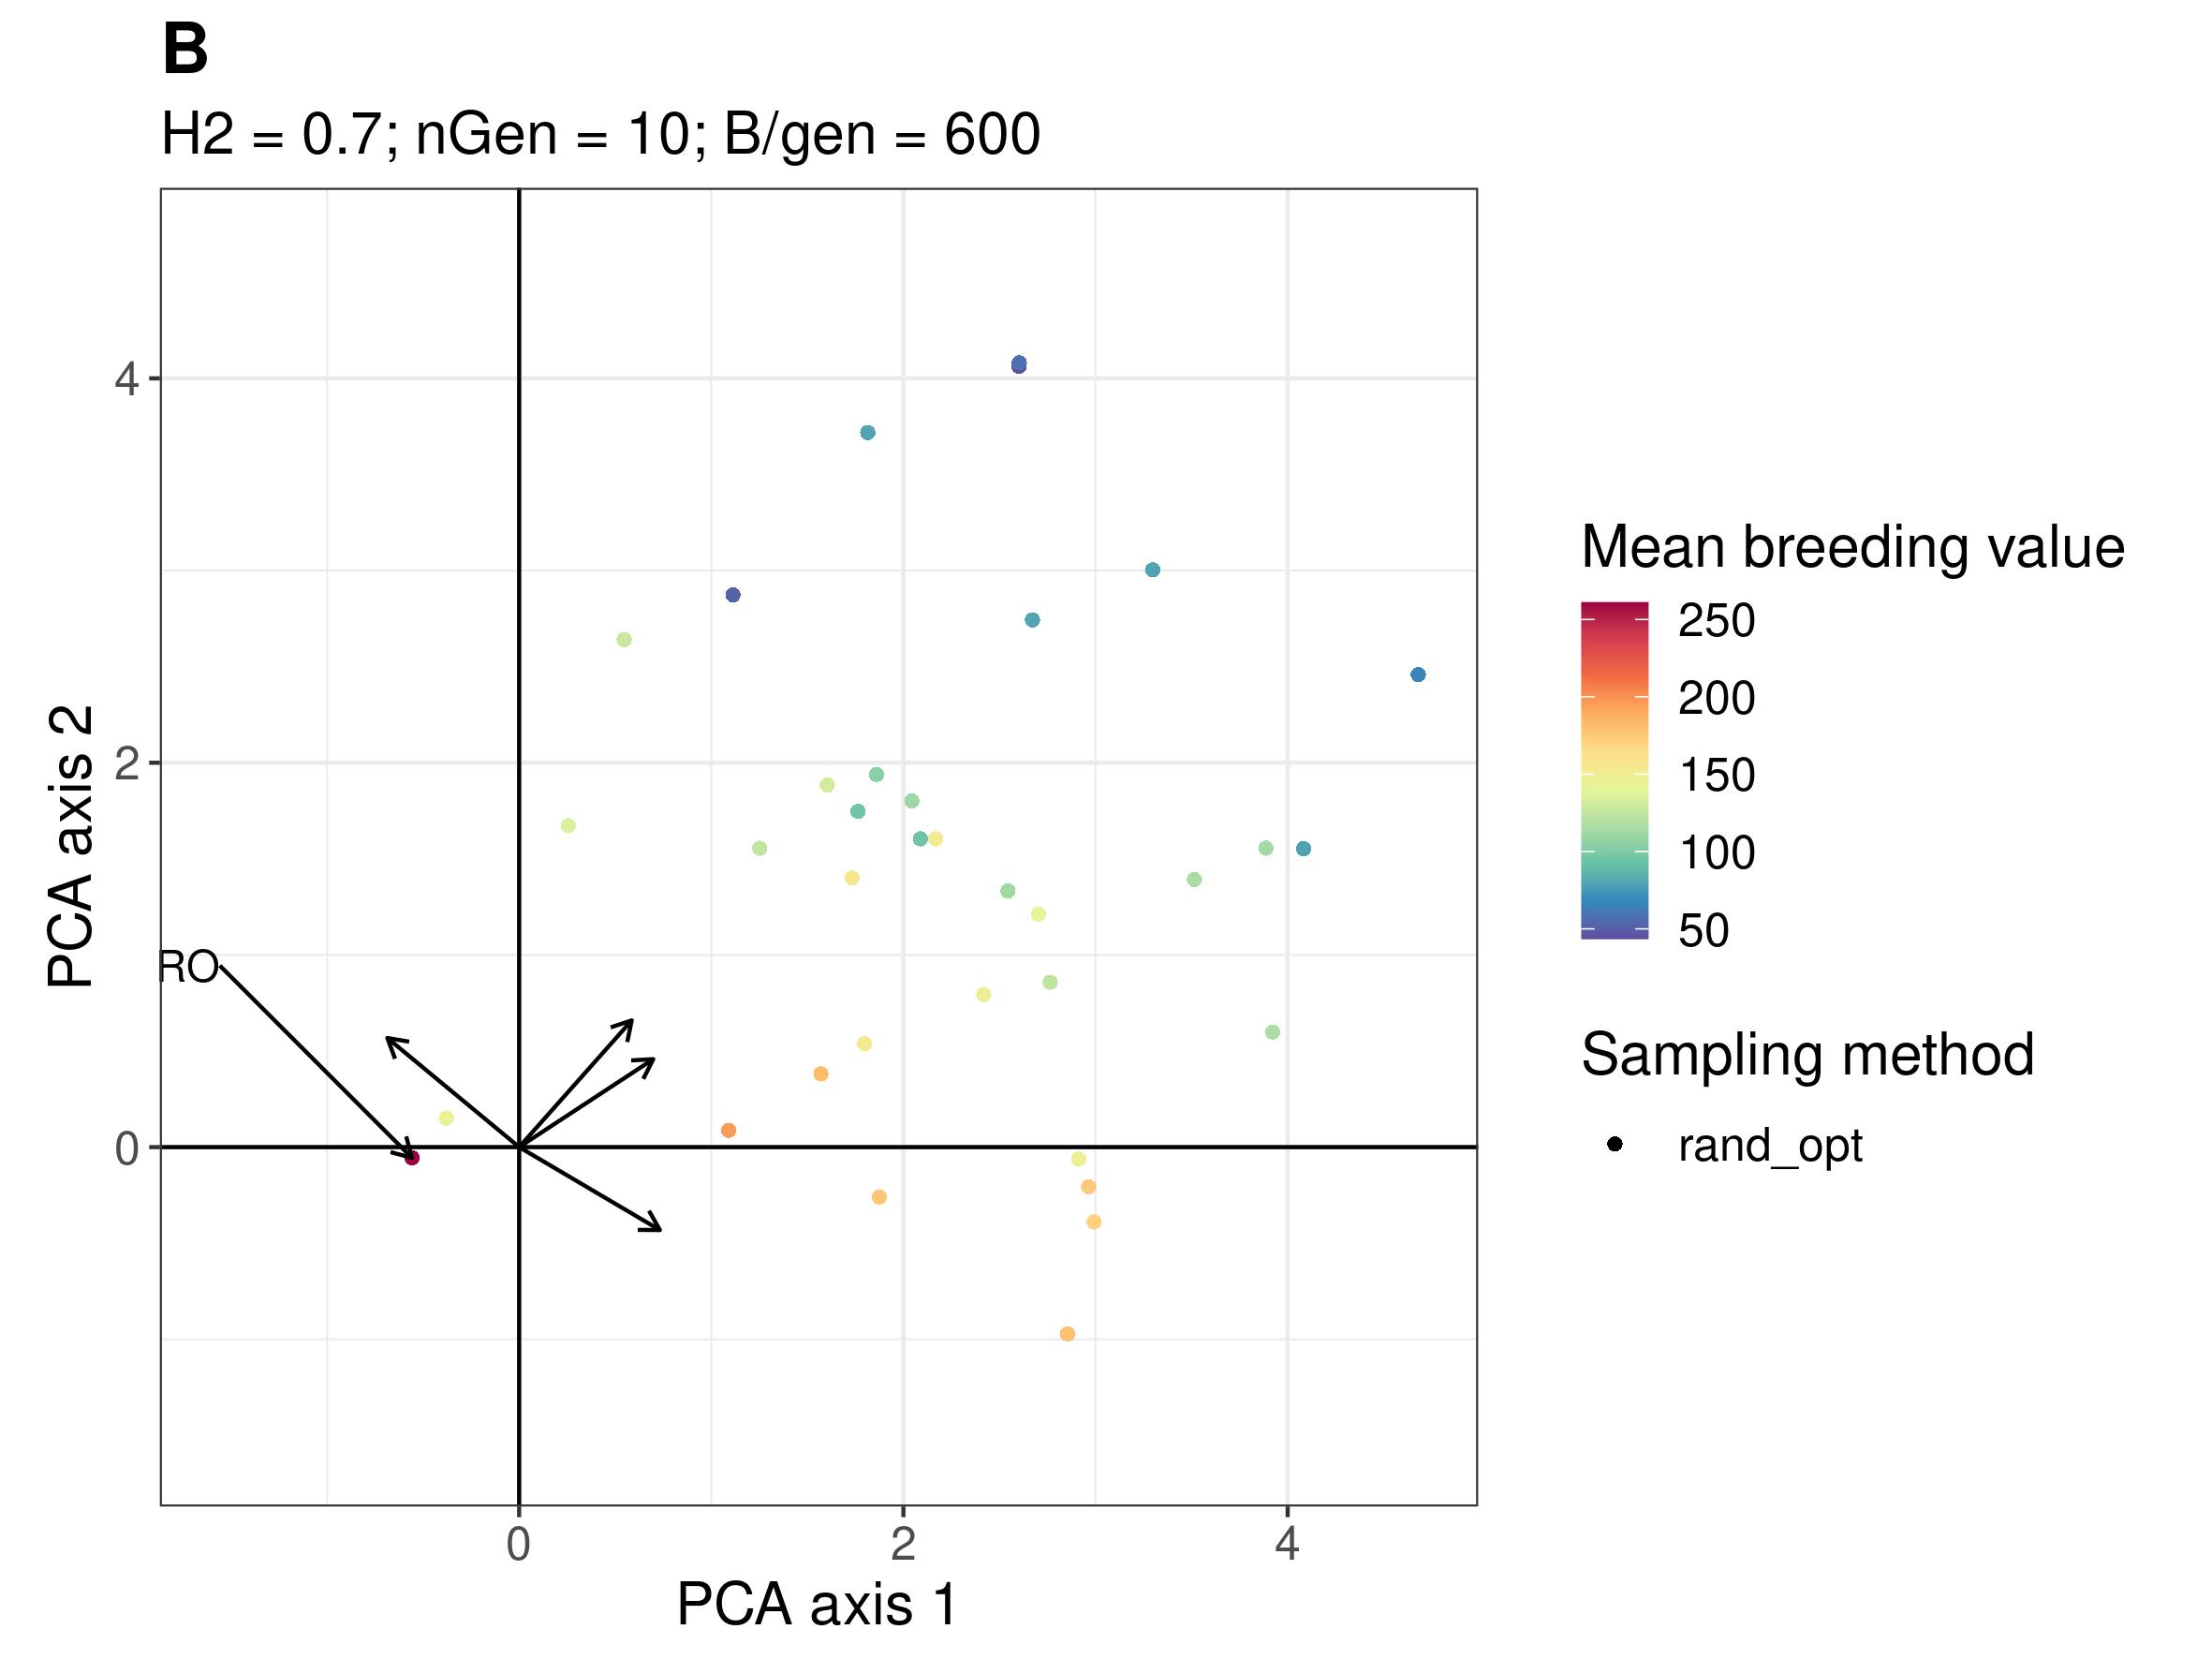 B
H2 = 0.7; nGen = 10; B/gen = 600
4
2
0
PCA axis 2
RO
0 2 4
PCA axis 1
Mean breeding value
250
200
150
100
50
Sampling method
rand_opt